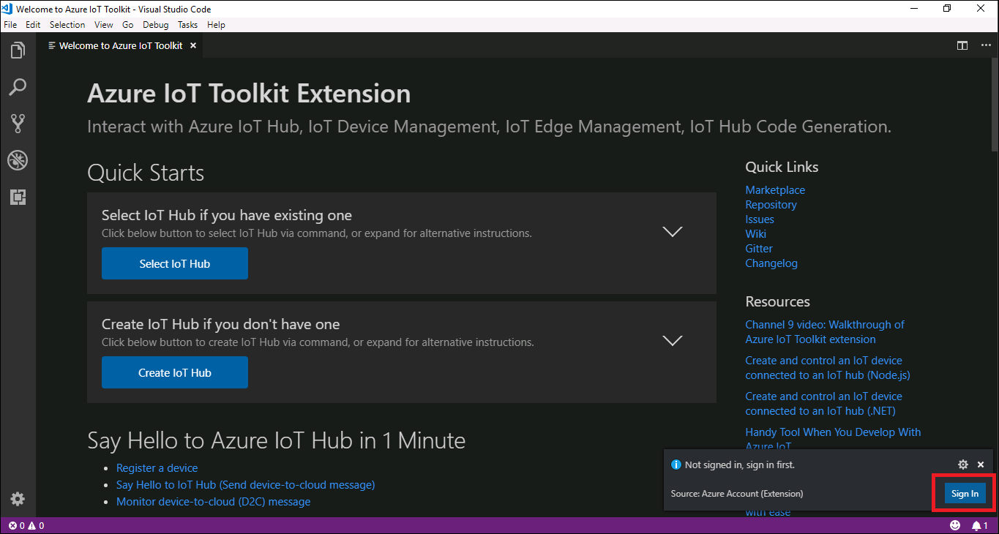 Welcome to Azure IoT Toolkit - Visual Studio Code
File Edit Selection View Go Debug Tasks Help
Welcome to Azure IoT Toolkit
Azure IoT Toolkit Extension
Interact with Azure IoT Hub, IoT Device Management, IoT Edge Management, IoT Hub Code Generation.
Quick Starts
Select IoT Hub if you have existing one
Click below button to select IoT Hub via command, or expand for alternative instructions.
Select IoT Hub
Create IoT Hub if you don't have one
Click below button to create IoT Hub via command, or expand for alternative instructions.
Create IoT Hub
Say Hello to Azure IoT Hub in 1 Minute
Register a device
Say Hello to IoT Hub (Send device-to-cloud message)
Monitor device-to-cloud (D2C) message
Quick Links
Marketplace
Repository
Issues
Wiki
Gitter
Changelog
Resources
Channel 9 video: Walkthrough of
Azure IoT Toolkit extension
Create and control an IoT device
connected to an IoT hub (Node.js)
Create and control an IoT device
connected to an IoT hub (.NET)
Handy Tool When You Develop With
Azure IoT
Not signed in, sign in first.
Source: Azure Account (Extension)
Sign In
with ease
0 0
1